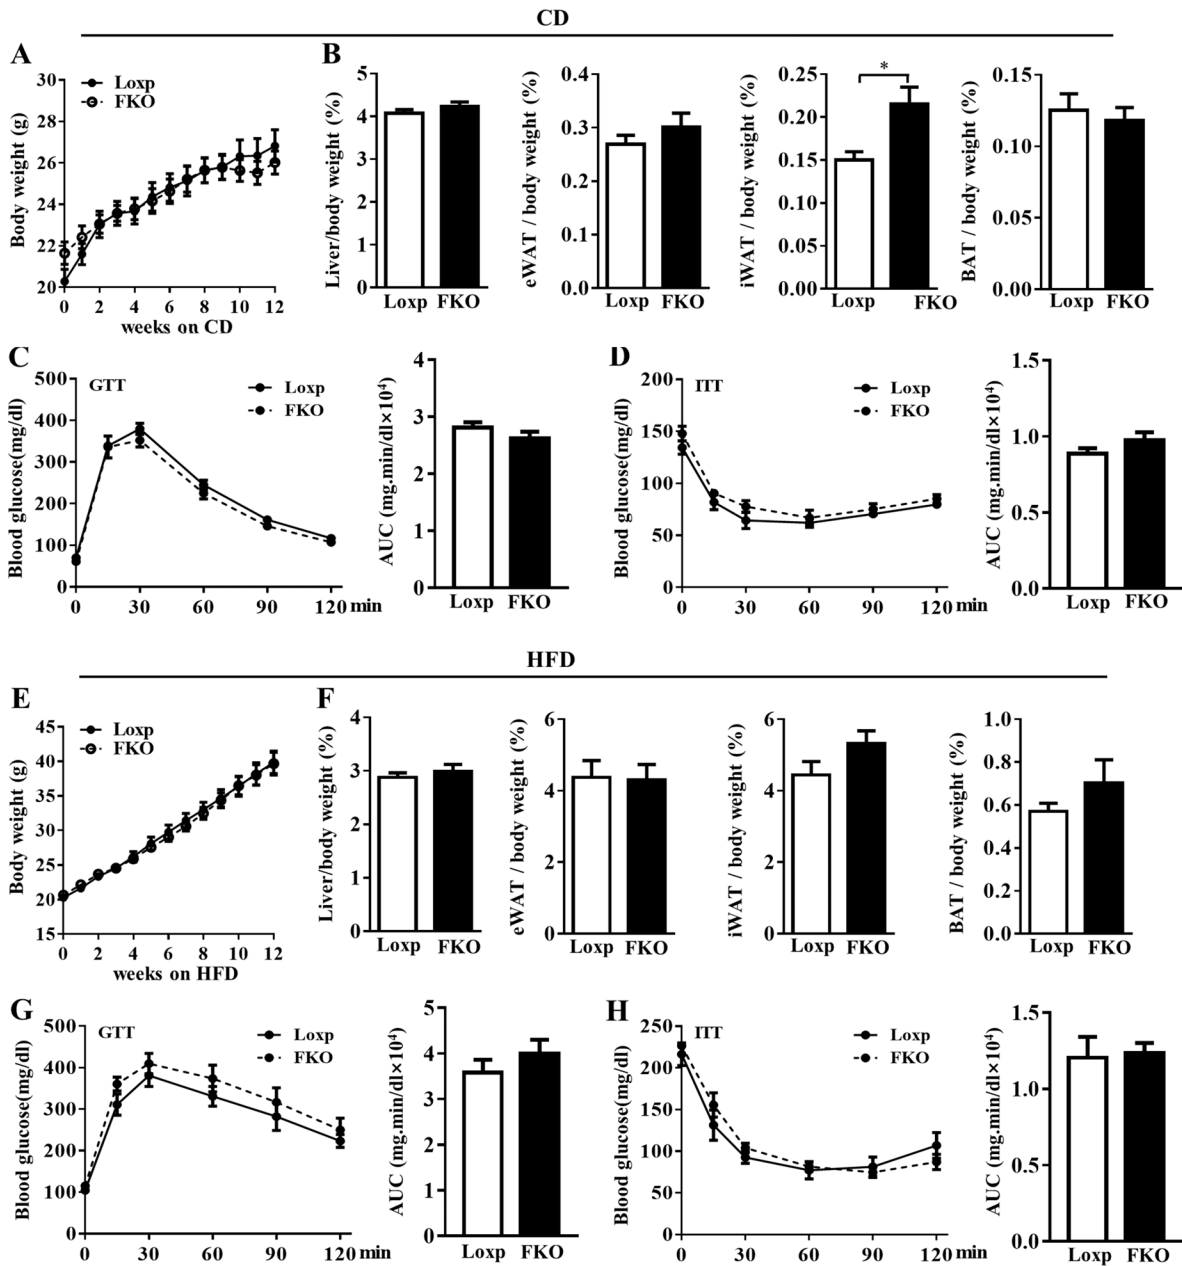 CD
A
Body weight (g)
30
28
26
24
22
20
Loxp
FKO
0 2 4 6 8 10 12
weeks on CD
B
Liver/body weight (%)
5
4
3
2
1
0
Loxp FKO
eWAT / body weight (%)
0.4
0.3
0.2
0.1
0.0
Loxp FKO
iWAT / body weight (%)
0.25
0.20
0.15
0.10
0.05
0.00
*
Loxp FKO
BAT / body weight (%)
0.15
0.10
0.05
0.00
Loxp FKO
C
Blood glucose(mg/dl)
500
400
300
200
100
0
GTT
Loxp
FKO
0 30 60 90 120 min
AUC (mg.min/dl×10⁴)
4
3
2
1
0
Loxp FKO
D
Blood glucose(mg/dl)
200
150
100
50
0
ITT
Loxp
FKO
0 30 60 90 120 min
AUC (mg.min/dl×10⁴)
1.5
1.0
0.5
0.0
Loxp FKO
HFD
E
Body weight (g)
45
40
35
30
25
20
15
Loxp
FKO
0 2 4 6 8 10 12
weeks on HFD
F
Liver/body weight (%)
4
3
2
1
0
Loxp FKO
eWAT / body weight (%)
6
4
2
0
Loxp FKO
iWAT / body weight (%)
6
4
2
0
Loxp FKO
BAT / body weight (%)
1.0
0.8
0.6
0.4
0.2
0.0
Loxp FKO
G
Blood glucose(mg/dl)
500
400
300
200
100
0
GTT
Loxp
FKO
0 30 60 90 120 min
AUC (mg.min/dl×10⁴)
5
4
3
2
1
0
Loxp FKO
H
Blood glucose(mg/dl)
250
200
150
100
50
0
ITT
Loxp
FKO
0 30 60 90 120 min
AUC (mg.min/dl×10⁴)
1.5
1.0
0.5
0.0
Loxp FKO